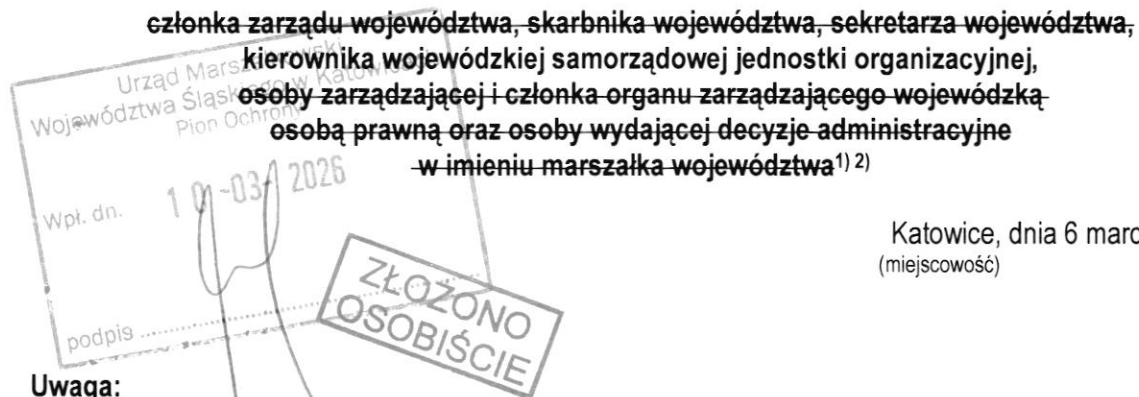 członka zarządu województwa, skarbnika województwa, sekretarza województwa,
kierownika wojewódzkiej samorządowej jednostki organizacyjnej,
osoby zarządzającej i członka organu zarządzającego wojewódzką
osobą prawną oraz osoby wydającej decyzje administracyjne
w imieniu marszałka województwa1) 2)
Urząd Marszałkowski
Województwa Śląskiego w Katowicach
Pion Ochrony
Wpł. dn.
10 -03- 2026
podpis
ZŁOŻONO
OSOBIŚCIE
Katowice, dnia 6 marc
(miejscowość)
Uwaga: